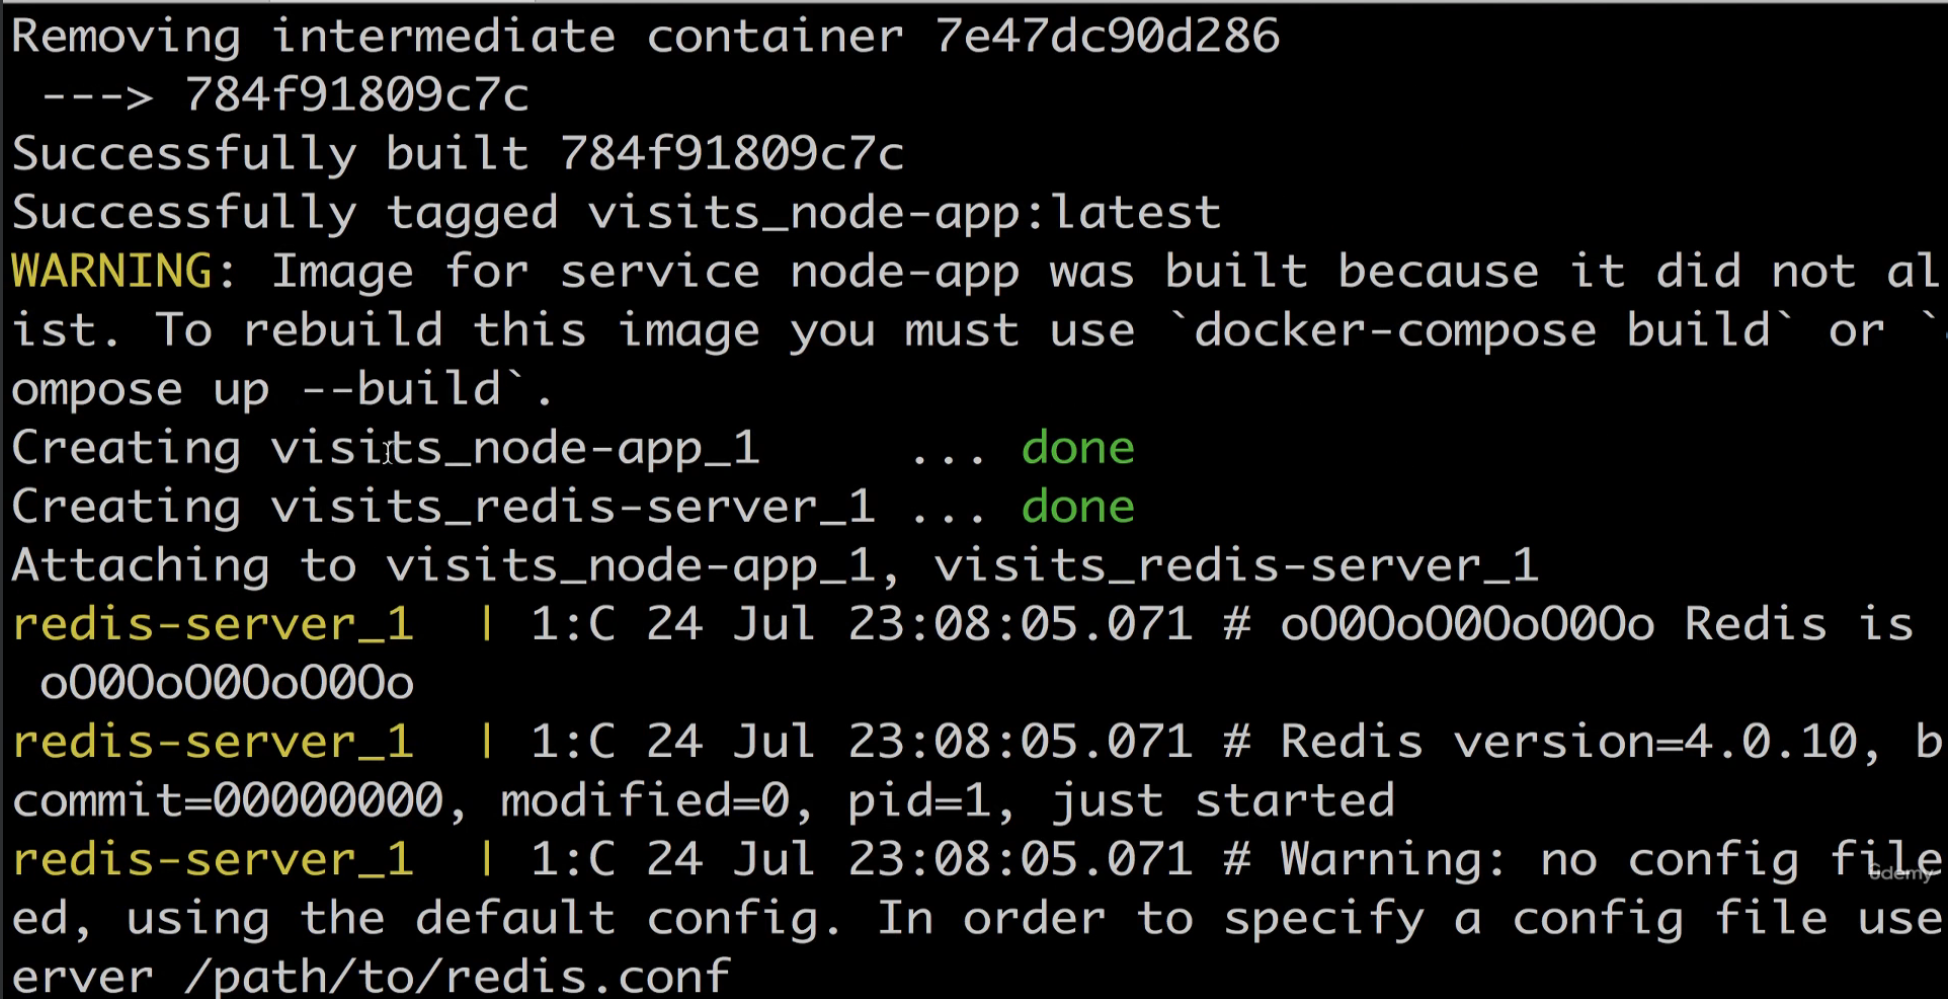 Removing intermediate container 7e47dc90d286
 ---> 784f91809c7c
Successfully built 784f91809c7c
Successfully tagged visits_node-app:latest
WARNING: Image for service node-app was built because it did not al
ist. To rebuild this image you must use `docker-compose build` or `
ompose up --build`.
Creating visits_node-app_1     ... done
Creating visits_redis-server_1 ... done
Attaching to visits_node-app_1, visits_redis-server_1
redis-server_1  | 1:C 24 Jul 23:08:05.071 # oO0OoO0OoO0Oo Redis is
 oO0OoO0OoO0Oo
redis-server_1  | 1:C 24 Jul 23:08:05.071 # Redis version=4.0.10, b
commit=00000000, modified=0, pid=1, just started
redis-server_1  | 1:C 24 Jul 23:08:05.071 # Warning: no config file
udemy
ed, using the default config. In order to specify a config file use
erver /path/to/redis.conf